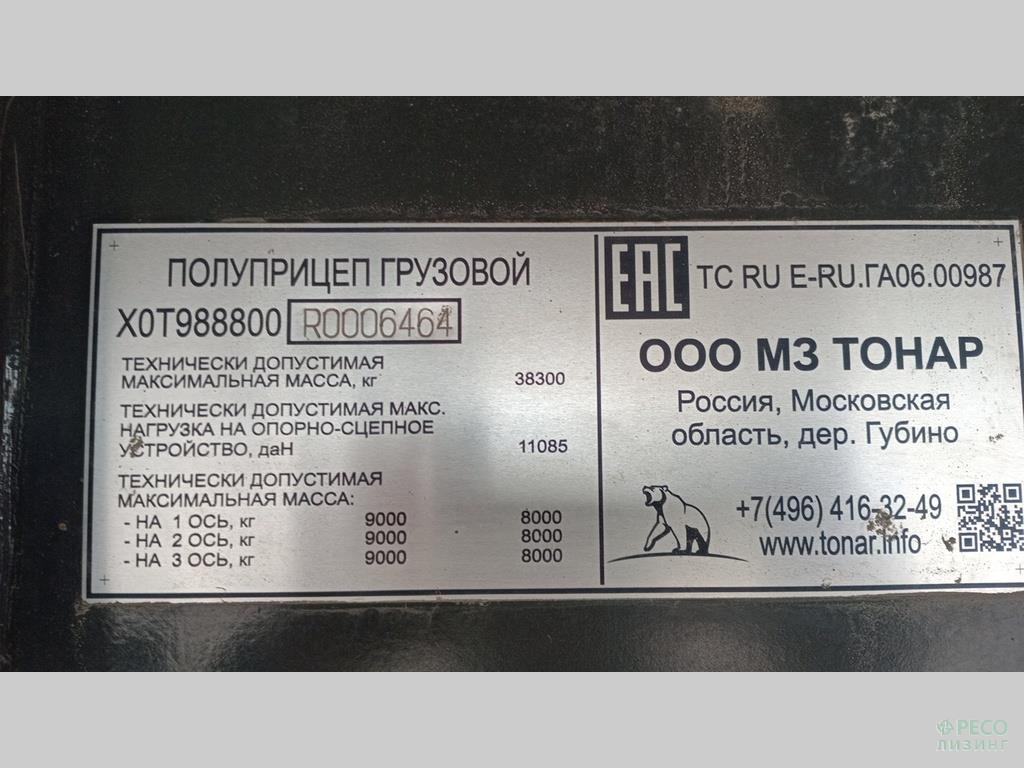 ПОЛУПРИЦЕП ГРУЗОВОЙ
X0T988800 R0006464
ТЕХНИЧЕСКИ ДОПУСТИМАЯ
МАКСИМАЛЬНАЯ МАССА, кг 38300
ТЕХНИЧЕСКИ ДОПУСТИМАЯ МАКС.
НАГРУЗКА НА ОПОРНО-СЦЕПНОЕ
УСТРОЙСТВО, даН 11085
ТЕХНИЧЕСКИ ДОПУСТИМАЯ
МАКСИМАЛЬНАЯ МАССА:
- НА 1 ОСЬ, кг 9000 8000
- НА 2 ОСЬ, кг 9000 8000
- НА 3 ОСЬ, кг 9000 8000
EAC ТС RU E-RU.ГА06.00987
ООО МЗ ТОНАР
Россия, Московская
область, дер. Губино
+7(496) 416-32-49
www.tonar.info
РЕСО
ЛИЗИНГ